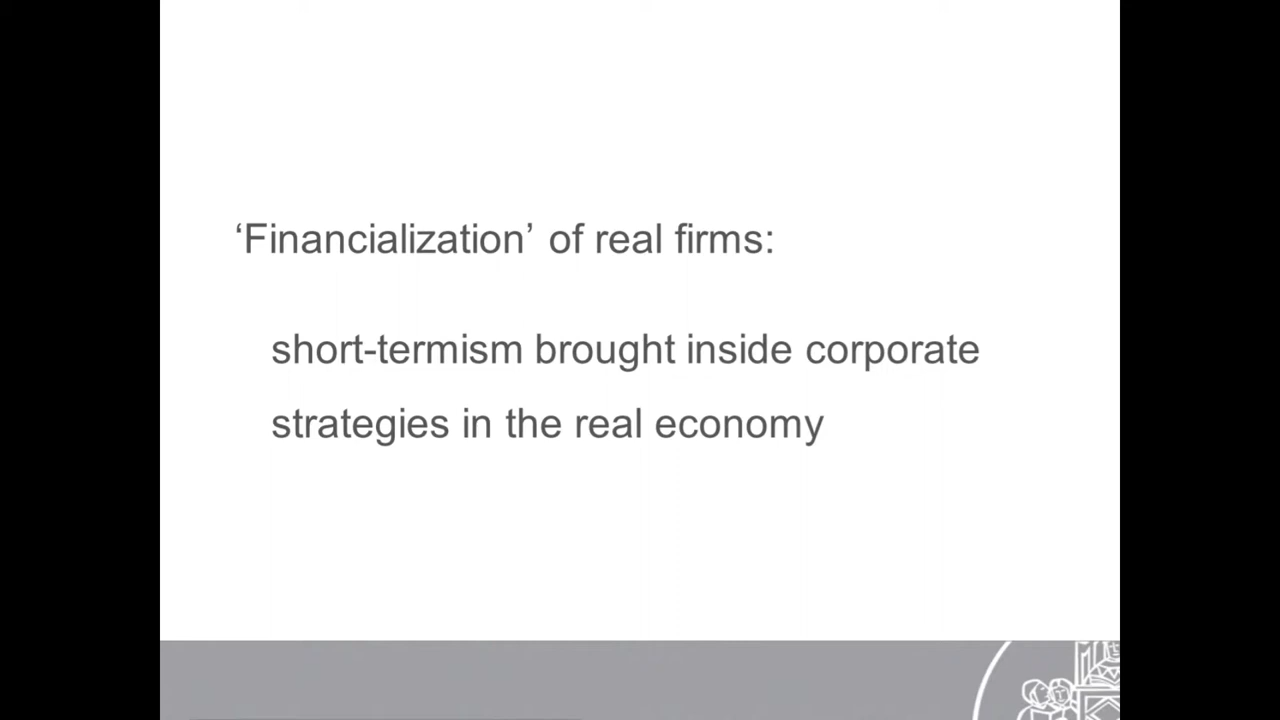 ‘Financialization’ of real firms:
short-termism brought inside corporate
strategies in the real economy